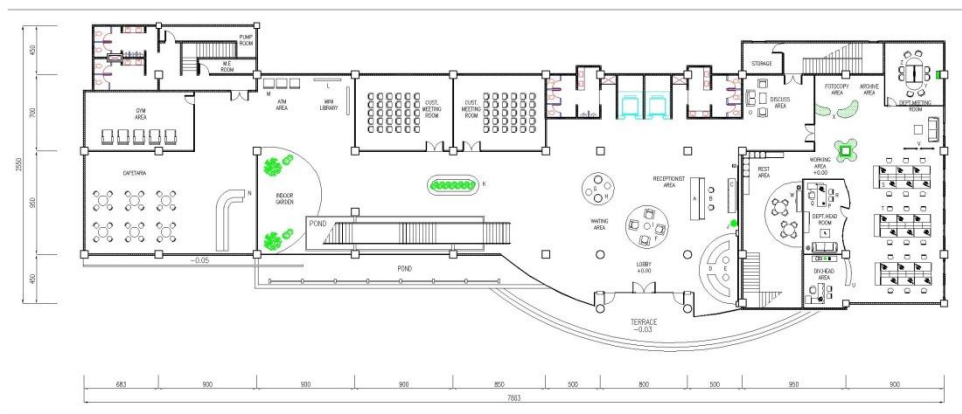 PUMP
ROOM
M.E
ROOM
GYM
AREA
M
ATM
AREA
L
MINI
LIBRARY
CUST.
MEETING
ROOM
CUST.
MEETING
ROOM
STORAGE
DISCUSS
AREA
FOTOCOPY
AREA
ARCHIVE
AREA
Z
Y
DEPT.MEETING
ROOM
X
V
CAFETARIA
N
INDOOR
GARDEN
POND
K
G
H
WAITING
AREA
I
F
RECEPTIONIST
AREA
A
B
C
D
E
LOBBY
±0.00
REST
AREA
W
WORKING
AREA
±0.00
Q
R
P
DEPT.HEAD
ROOM
S
T
DIV.HEAD
AREA
U
-0.05
POND
TERRACE
-0.03
450
700
950
450
2550
683
900
900
900
850
500
800
500
950
900
7883